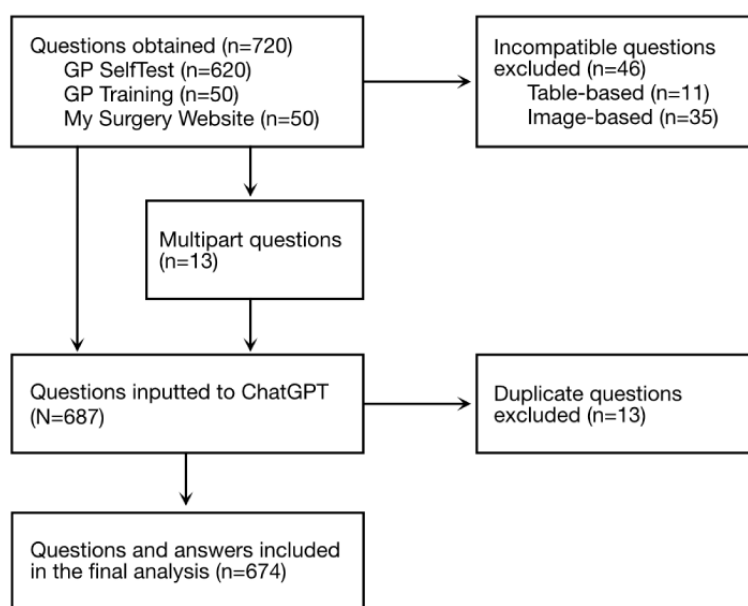 Questions obtained (n=720)
GP SelfTest (n=620)
GP Training (n=50)
My Surgery Website (n=50)
Incompatible questions
excluded (n=46)
Table-based (n=11)
Image-based (n=35)
Multipart questions
(n=13)
Questions inputted to ChatGPT
(N=687)
Duplicate questions
excluded (n=13)
Questions and answers included
in the final analysis (n=674)